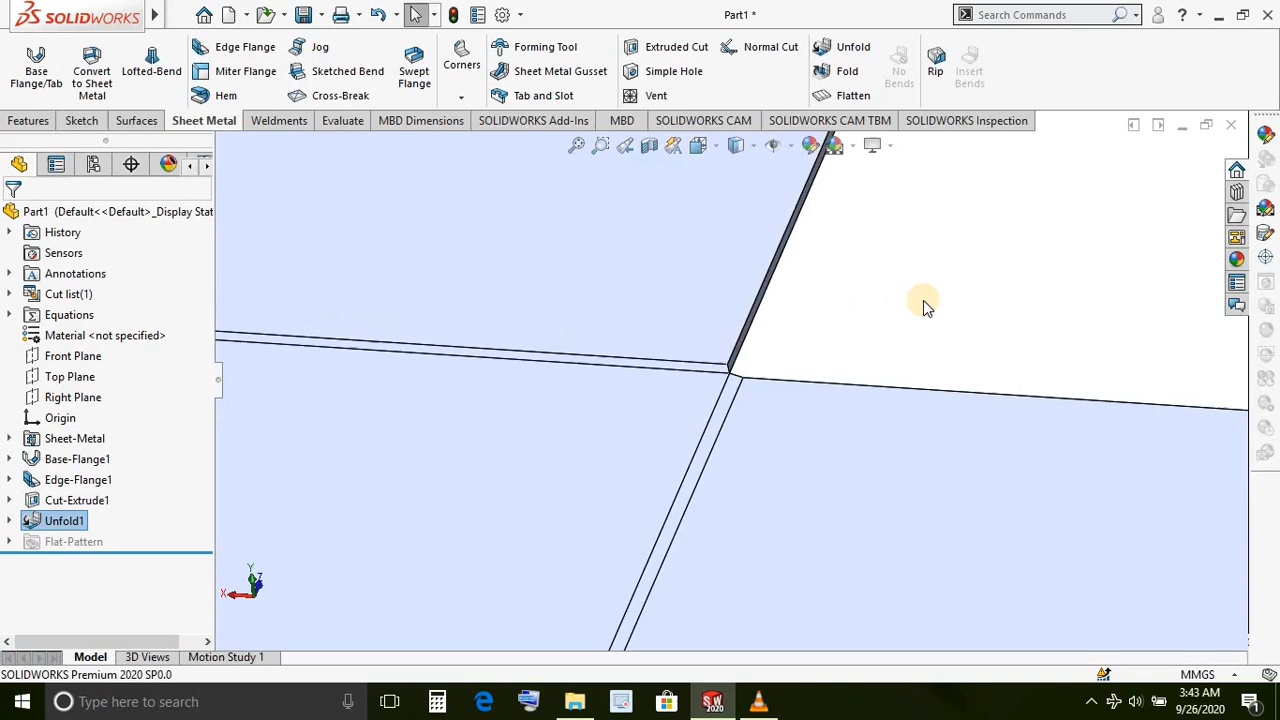 SOLIDWORKS
Part1 *
Search Commands
?
Base Flange/Tab
Convert to Sheet Metal
Lofted-Bend
Edge Flange
Miter Flange
Hem
Jog
Sketched Bend
Cross-Break
Swept Flange
Corners
Forming Tool
Sheet Metal Gusset
Tab and Slot
Extruded Cut
Simple Hole
Vent
Normal Cut
Unfold
Fold
Flatten
No Bends
Rip
Insert Bends
Features
Sketch
Surfaces
Sheet Metal
Weldments
Evaluate
MBD Dimensions
SOLIDWORKS Add-Ins
MBD
SOLIDWORKS CAM
SOLIDWORKS CAM TBM
SOLIDWORKS Inspection
Part1 (Default<<Default>_Display Stat
History
Sensors
Annotations
Cut list(1)
Equations
Material <not specified>
Front Plane
Top Plane
Right Plane
Origin
Sheet-Metal
Base-Flange1
Edge-Flange1
Cut-Extrude1
Unfold1
Flat-Pattern
Y
Z
X
Model
3D Views
Motion Study 1
SOLIDWORKS Premium 2020 SP0.0
MMGS
Type here to search
SW
2020
3:43 AM
9/26/2020
1